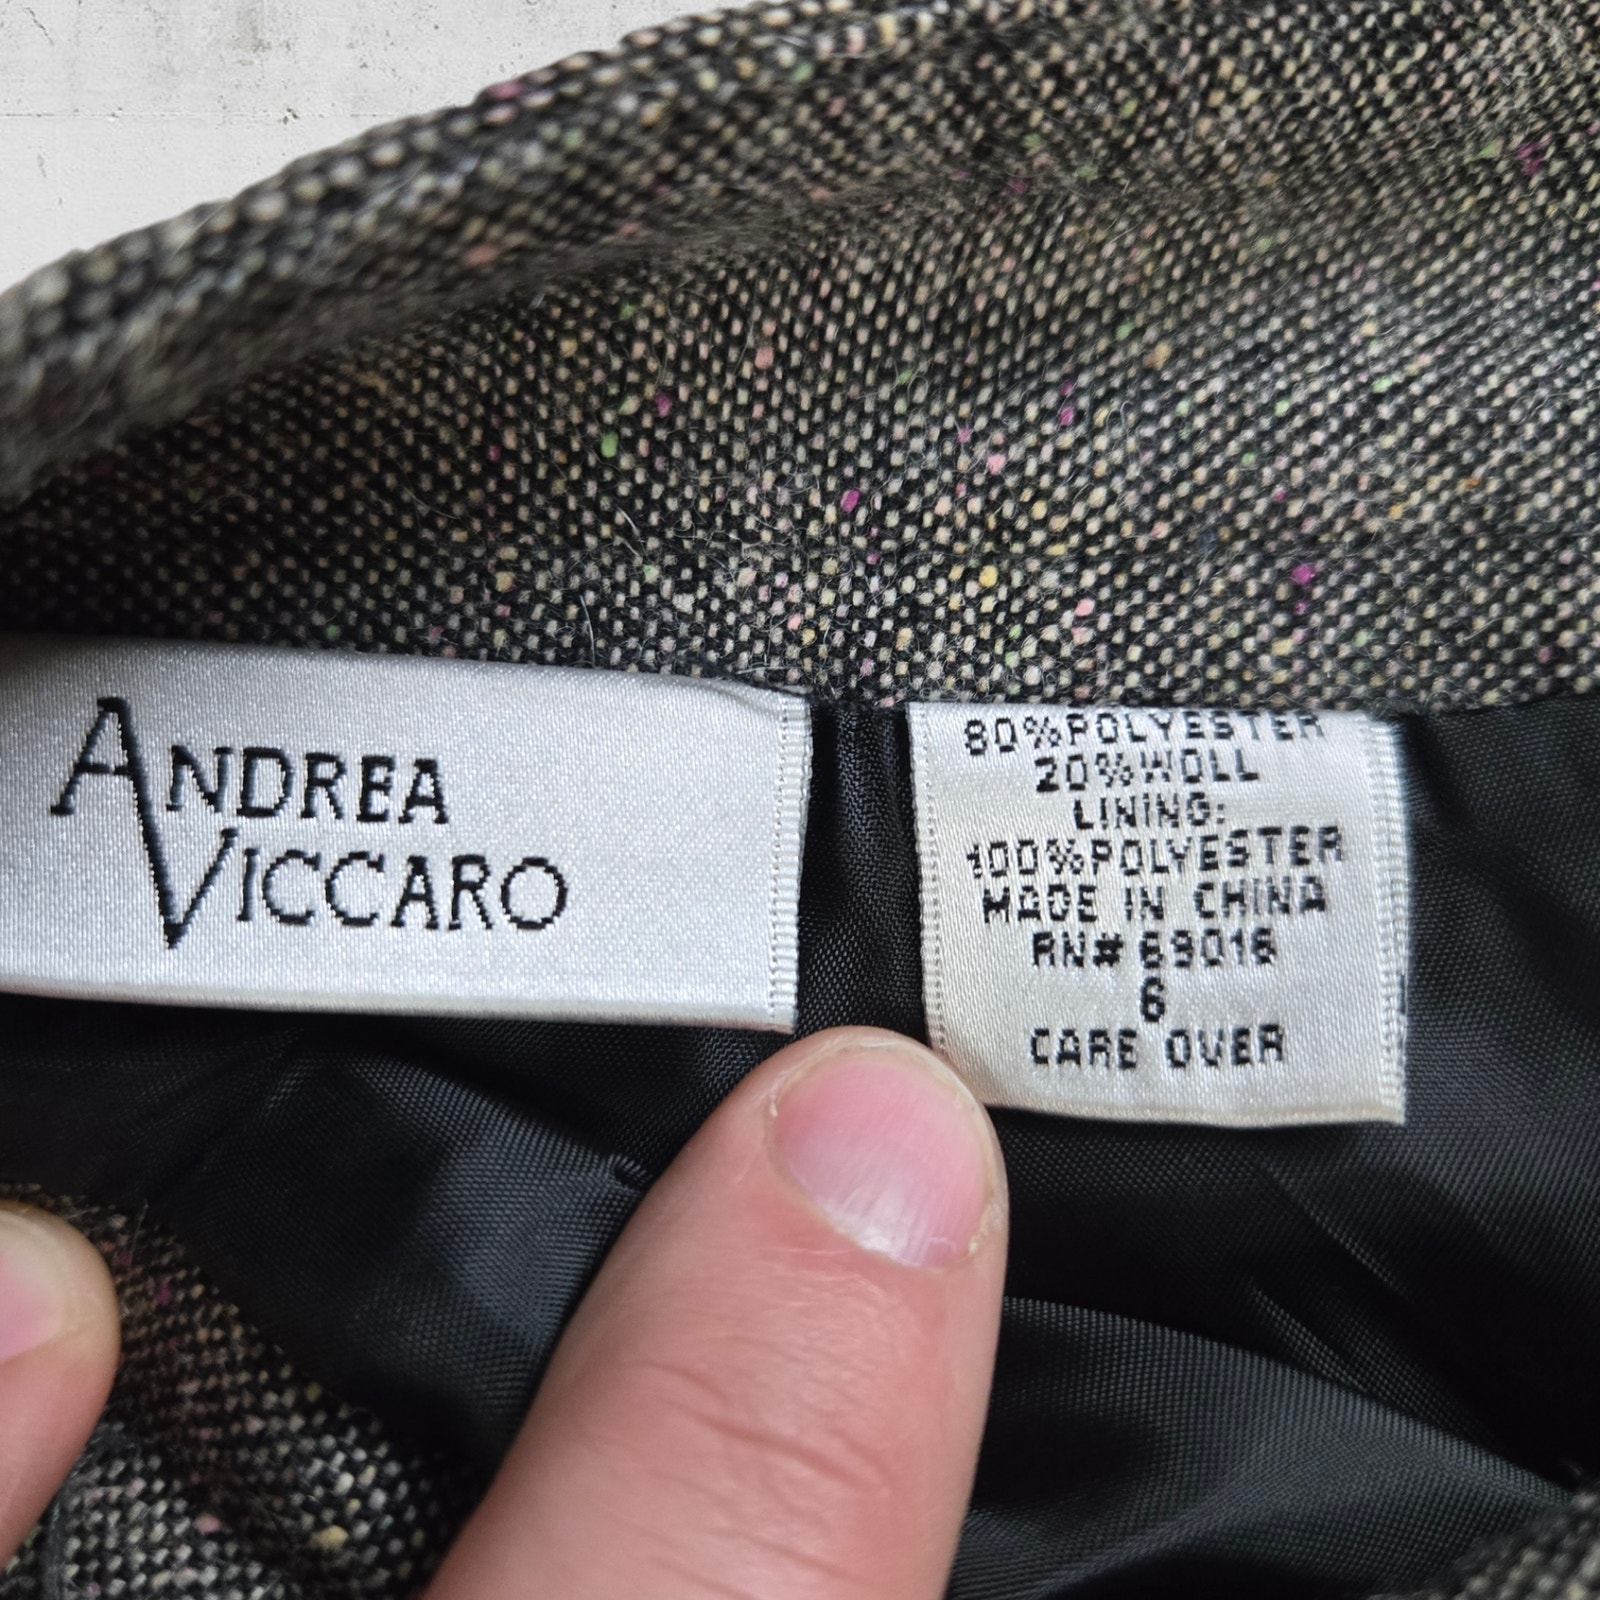 ANDREA
VICCARO
80%POLYESTER
20%WOLL
LINING:
100%POLYESTER
MADE IN CHINA
RN#69016
6
CARE OVER